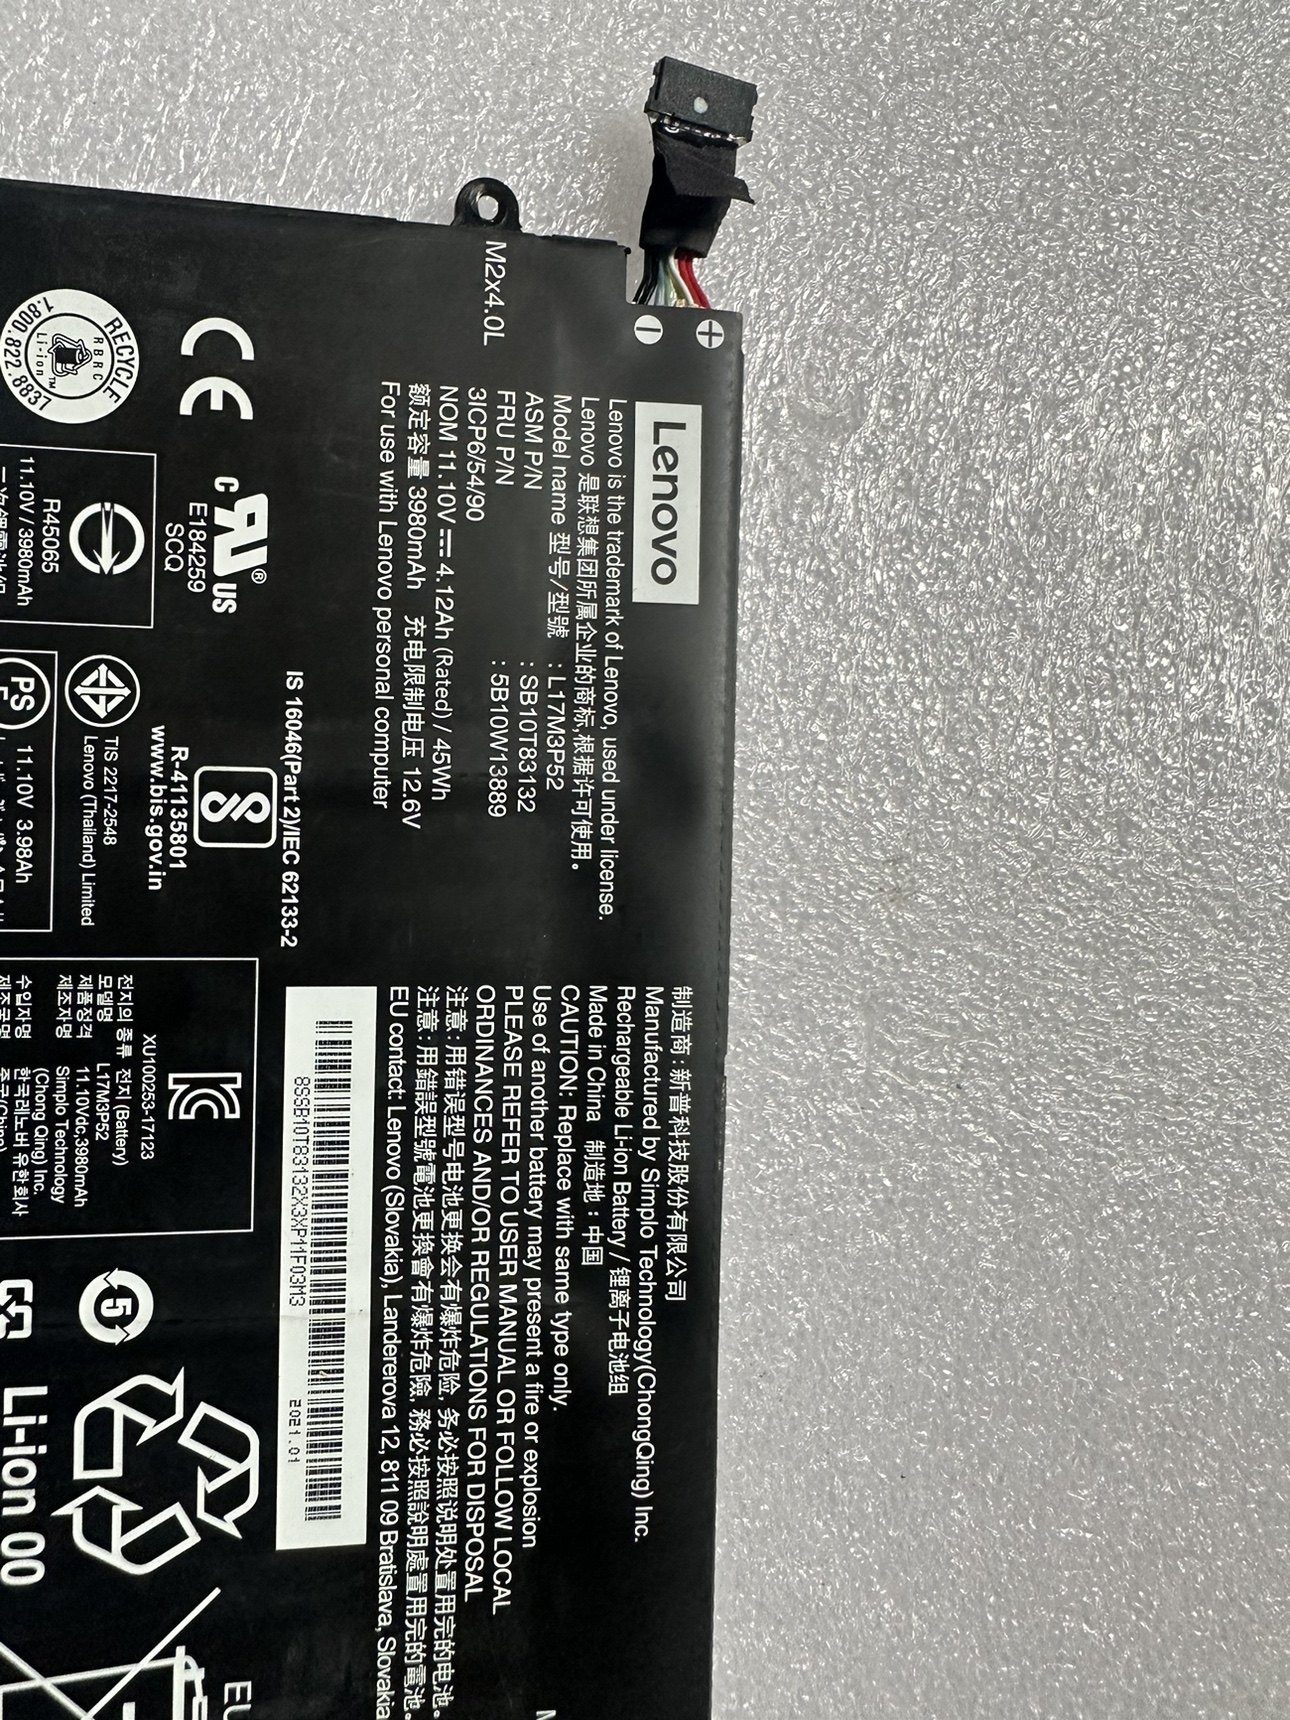 M2x4.0L
Lenovo
Lenovo is the trademark of Lenovo, used under license.
Lenovo 是联想集团所属企业的商标,根据许可使用。
Model name 型号/型號 : L17M3P52
ASM P/N : SB10T83132
FRU P/N : 5B10W13889
3ICP6/54/90
NOM 11.10V 4.12Ah (Rated) / 45Wh
额定容量 3980mAh 充电限制电压 12.6V
For use with Lenovo personal computer
制造商 : 新普科技股份有限公司
Manufactured by Simplo Technology(ChongQing) Inc.
Rechargeable Li-ion Battery / 锂离子电池组
Made in China 制造地 : 中国
CAUTION: Replace with same type only.
Use of another battery may present a fire or explosion
PLEASE REFER TO USER MANUAL OR FOLLOW LOCAL
ORDINANCES AND/OR REGULATIONS FOR DISPOSAL
注意 : 用错误型号电池更换会有爆炸危险, 务必按照说明处置用完的电池。
注意 : 用錯誤型號電池更換會有爆炸危險, 務必按照說明處置用完的電池。
EU contact: Lenovo (Slovakia), Landererova 12, 811 09 Bratislava, Slovakia
8SSB10T83132X3XP11F03M3
2021.01
CE
c RU US ®
E184259
SCQ
IS 16046(Part 2)/IEC 62133-2
R-41135801
www.bis.gov.in
RECYCLE
RBRC
Li-ion™
1.800.822.8837
R45065
11.10V / 3980mAh
TIS 2217-2548
Lenovo (Thailand) Limited
PS
E
11.10V 3.98Ah
XU100253-17123
전지의 종류 전지 (Battery)
모델명 L17M3P52
제품정격 11.10Vdc,3980mAh
제조자명 Simplo Technology
(Chong Qing) Inc.
수입자명 한국레노버 유한회사
5
Li-ion 00
EU